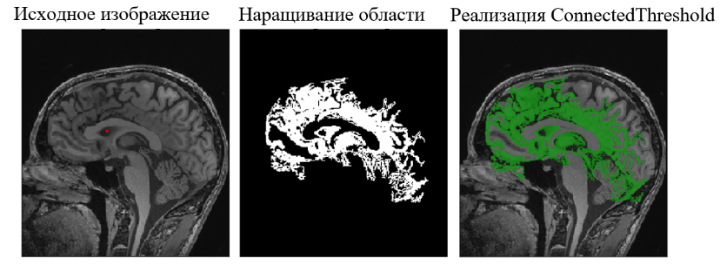 Исходное изображение
Наращивание области
Реализация ConnectedThreshold